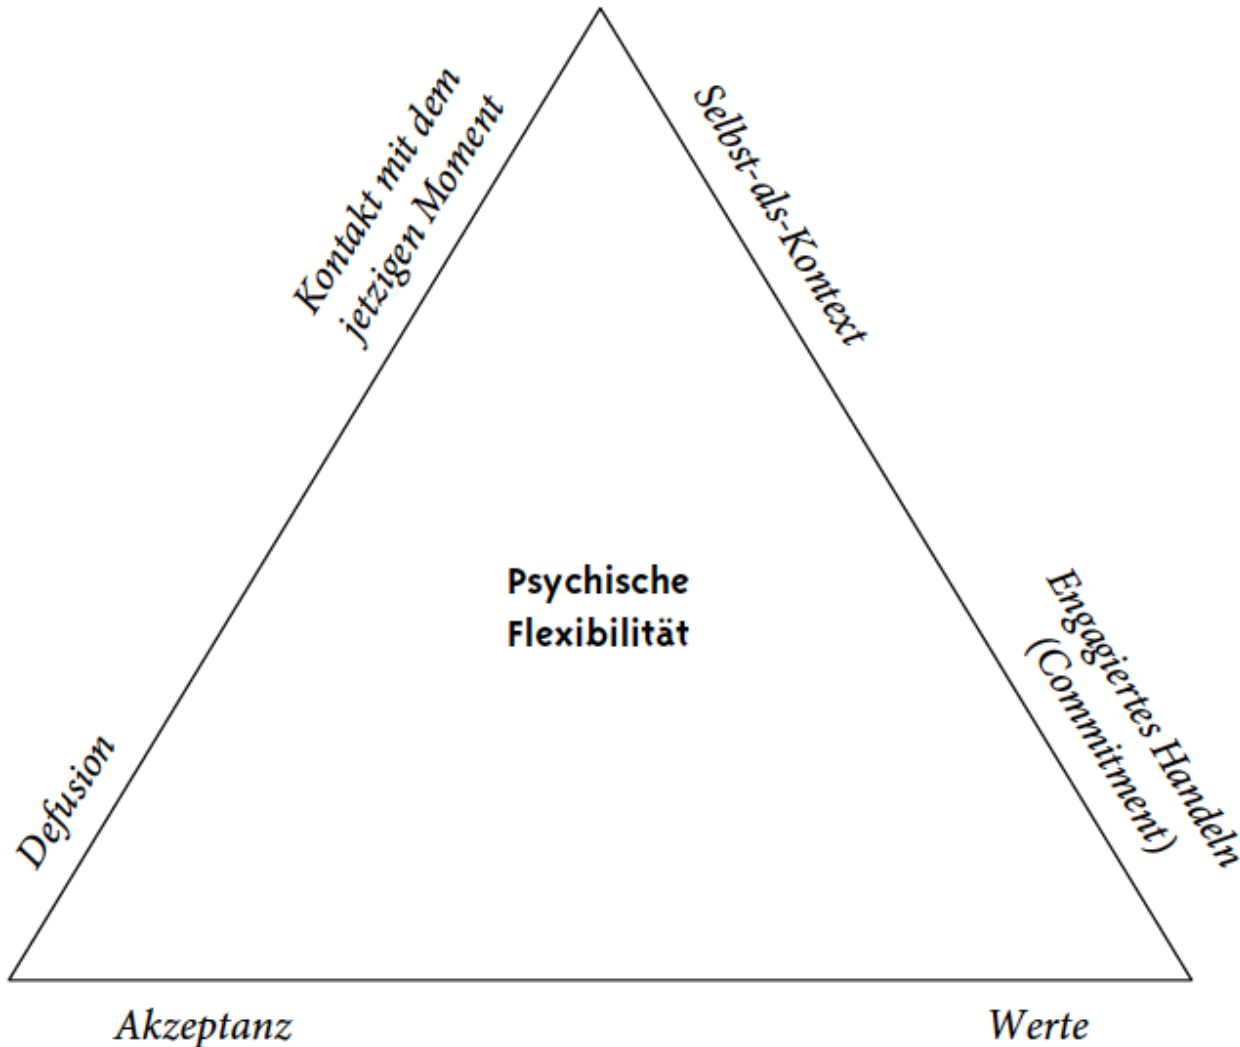 Kontakt mit dem
jetzigen Moment
Selbst-als-Kontext
Psychische
Flexibilität
Engagiertes Handeln
(Commitment)
Defusion
Akzeptanz
Werte